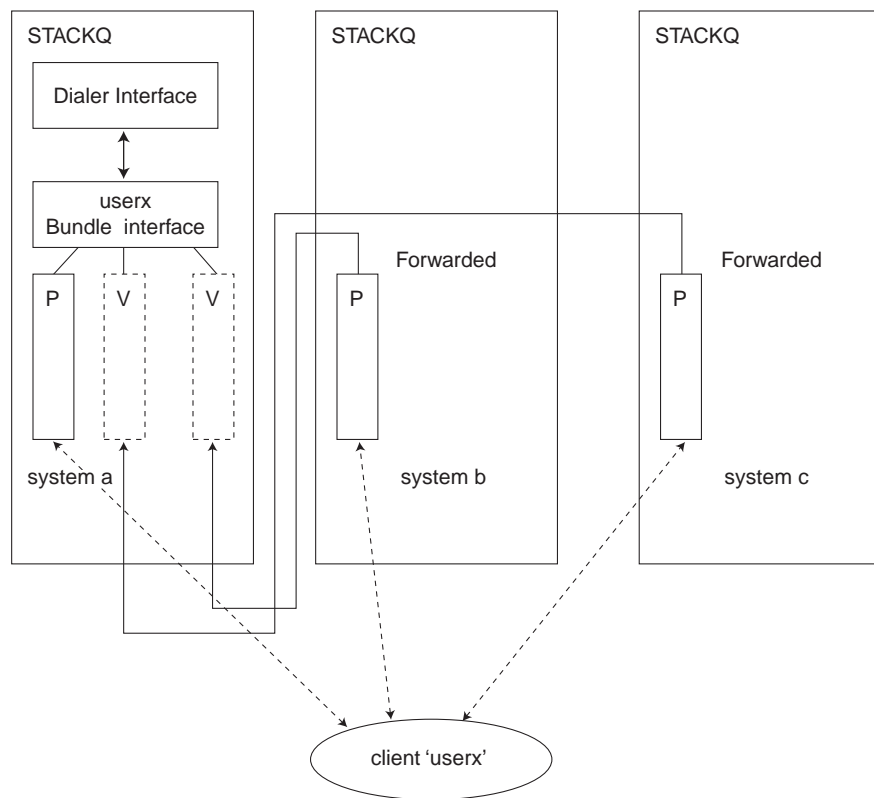 STACKQ
STACKQ
STACKQ
Dialer Interface
userx
Bundle interface
Forwarded
Forwarded
P
V
V
P
P
system a
system b
system c
client ‘userx’